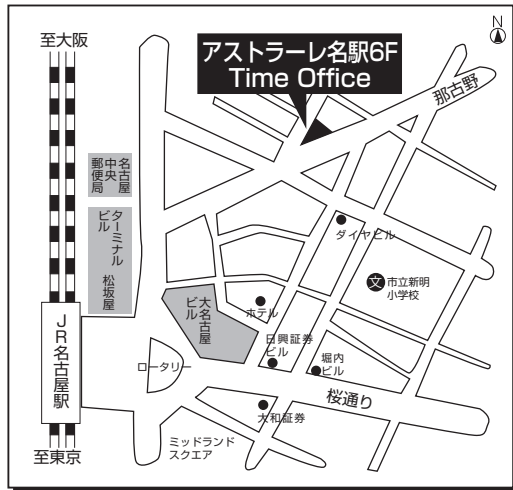 N
至大阪
アストラーレ名駅6F
Time Office
那古野
名古屋
中央
郵便局
ターミナル
ビル
松坂屋
ダイヤビル
文
市立新明
小学校
大名古屋
ビル
ホテル
日興証券
ビル
堀内
ビル
JR名古屋駅
ロータリー
桜通り
大和証券
ミッドランド
スクエア
至東京